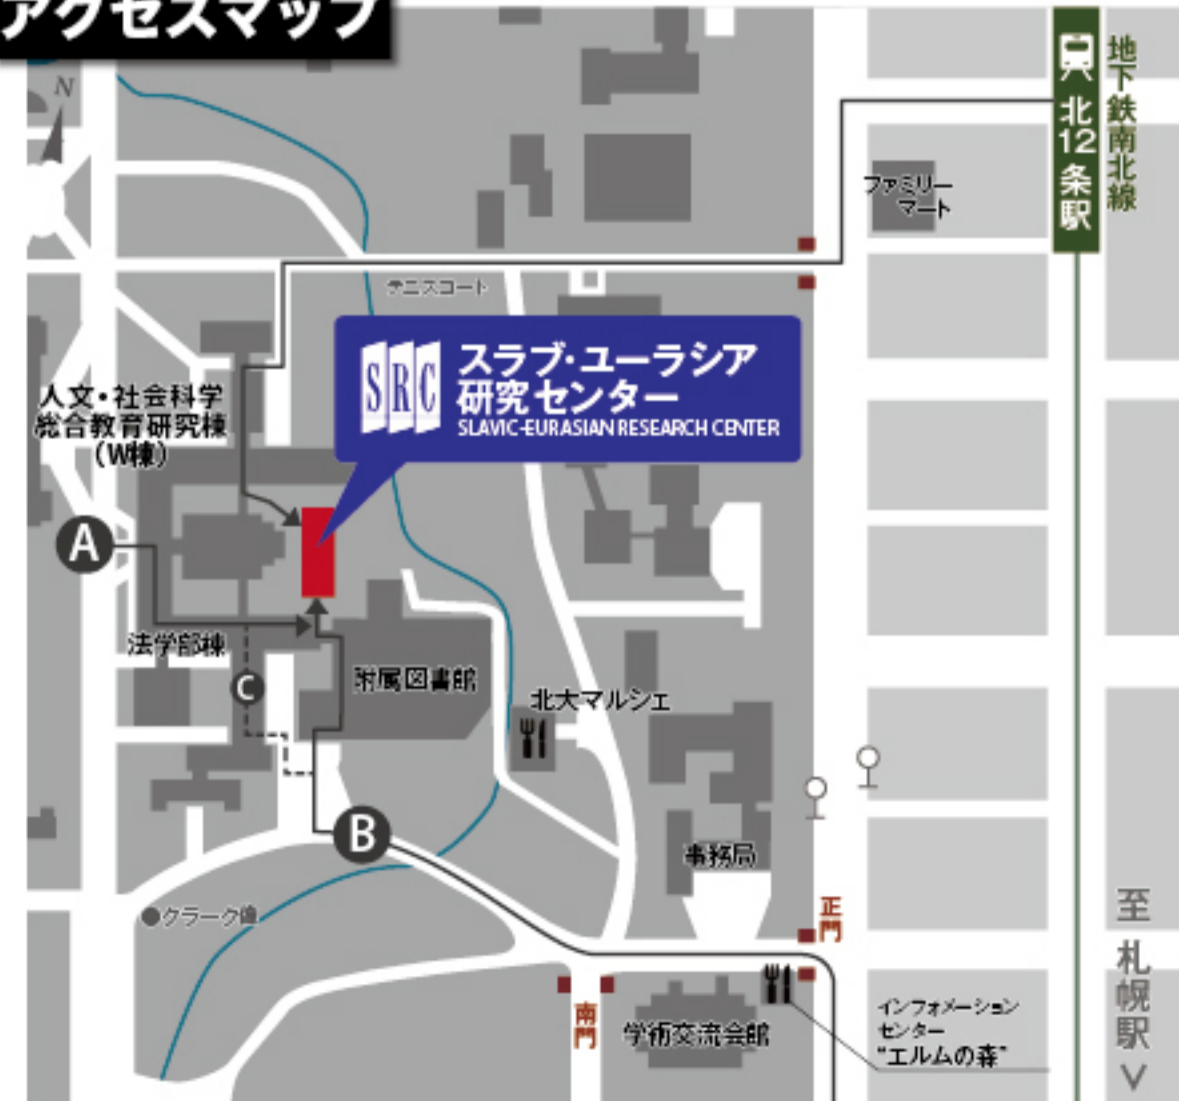 アクセスマップ
N
地下鉄南北線
北12条駅
ファミリー
マート
テニスコート
SRC
スラブ・ユーラシア
研究センター
SLAVIC-EURASIAN RESEARCH CENTER
人文・社会科学
総合教育研究棟
（W棟）
A
法学部棟
C
附属図書館
北大マルシェ
B
事務局
クラーク像
正門
南門
学術交流会館
インフォメーション
センター
“エルムの森”
至 札幌駅